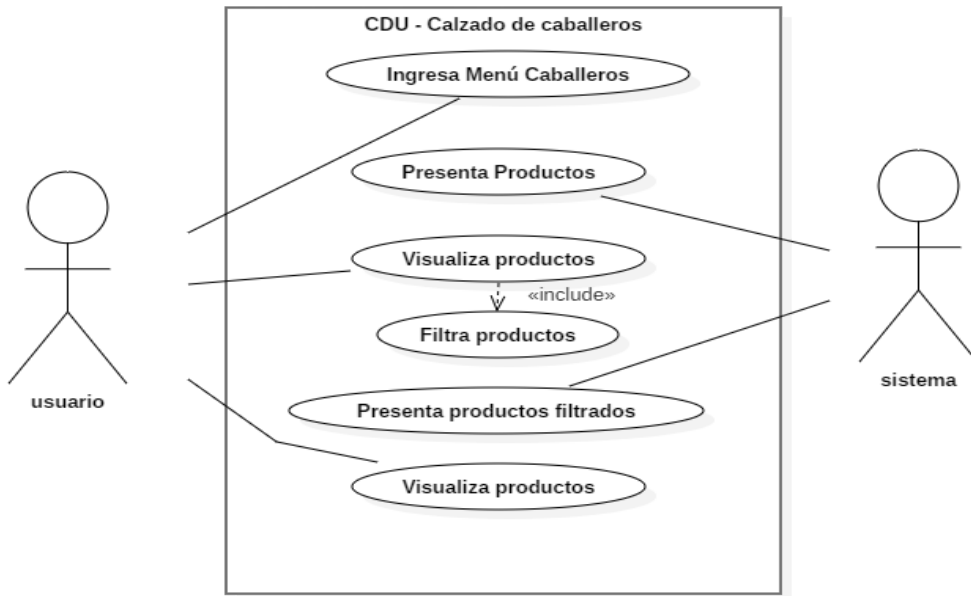 CDU - Calzado de caballeros
Ingresa Menú Caballeros
Presenta Productos
Visualiza productos
«include»
Filtra productos
Presenta productos filtrados
Visualiza productos
usuario
sistema